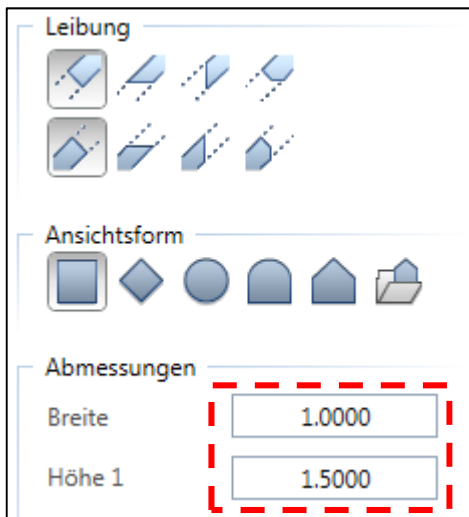 Leibung
Ansichtsform
Abmessungen
Breite 1.0000
Höhe 1 1.5000